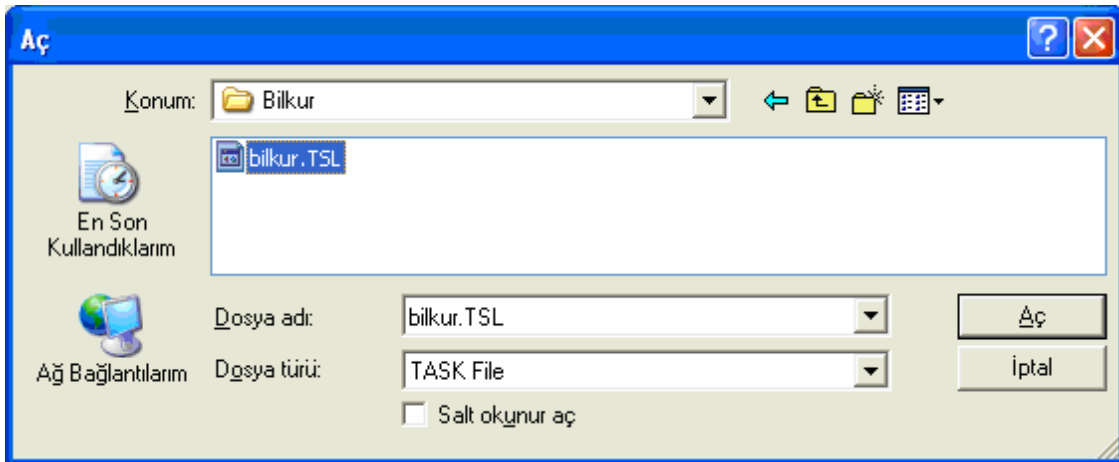 Aç
Konum: Bilkur
bilkur.TSL
En Son
Kullandıklarım
Dosya adı: bilkur.TSL Aç
Ağ Bağlantılarım Dosya türü: TASK File İptal
Salt okunur aç